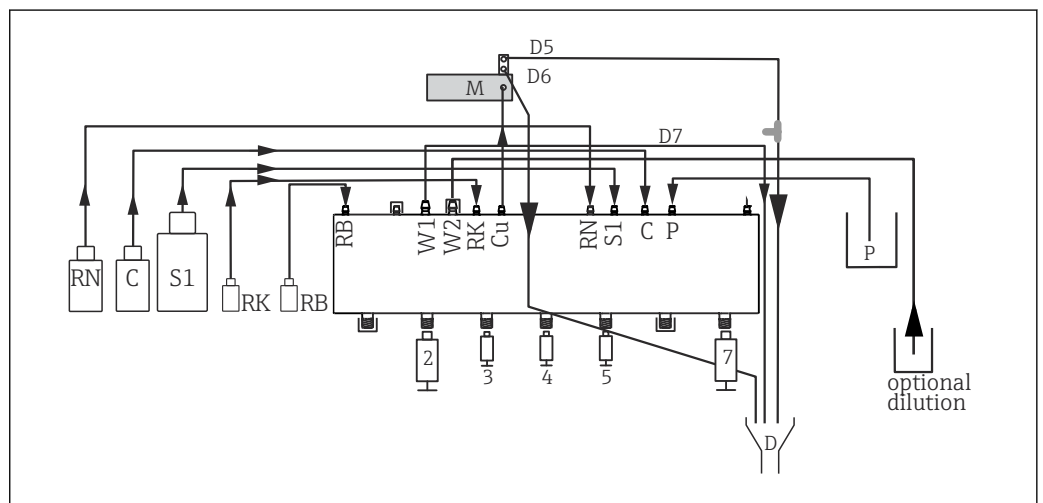 D5
D6
M
D7
RB
W1
W2
RK
Cu
RN
S1
C
P
RN
C
S1
RK
RB
P
2
3
4
5
7
optional
dilution
D